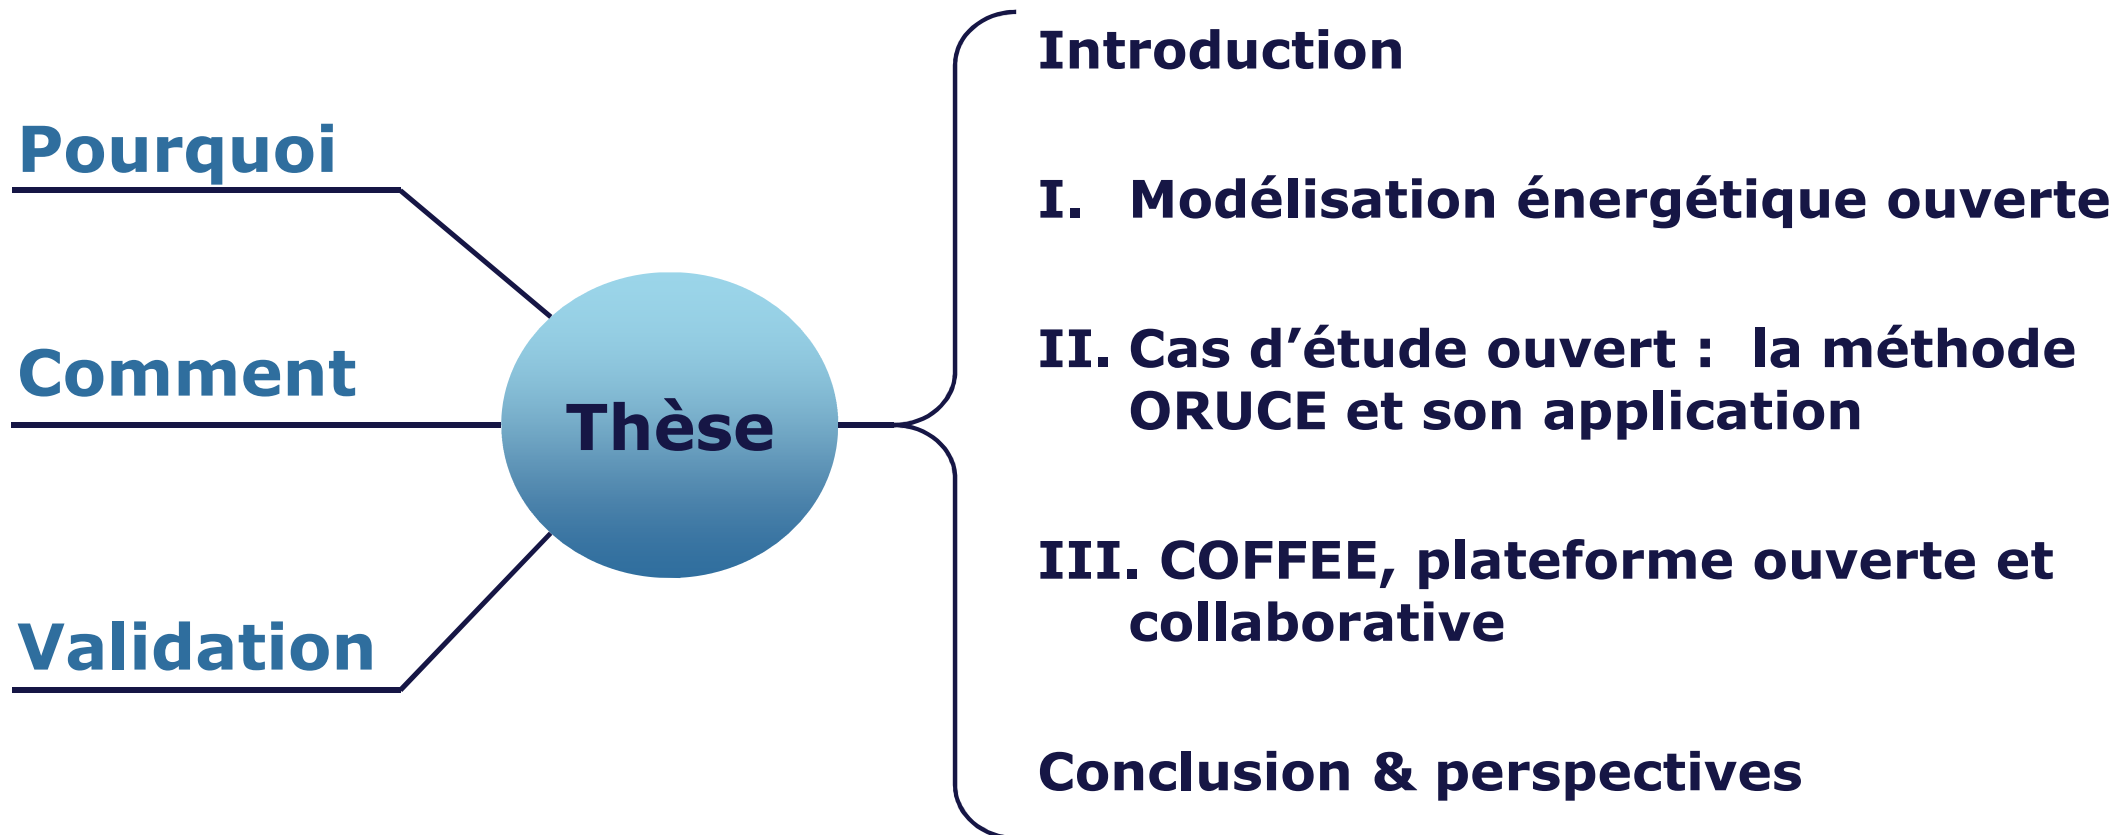 Pourquoi
Comment
Validation
Thèse
Introduction
I. Modélisation énergétique ouverte
II. Cas d’étude ouvert : la méthode
ORUCE et son application
III. COFFEE, plateforme ouverte et
collaborative
Conclusion & perspectives